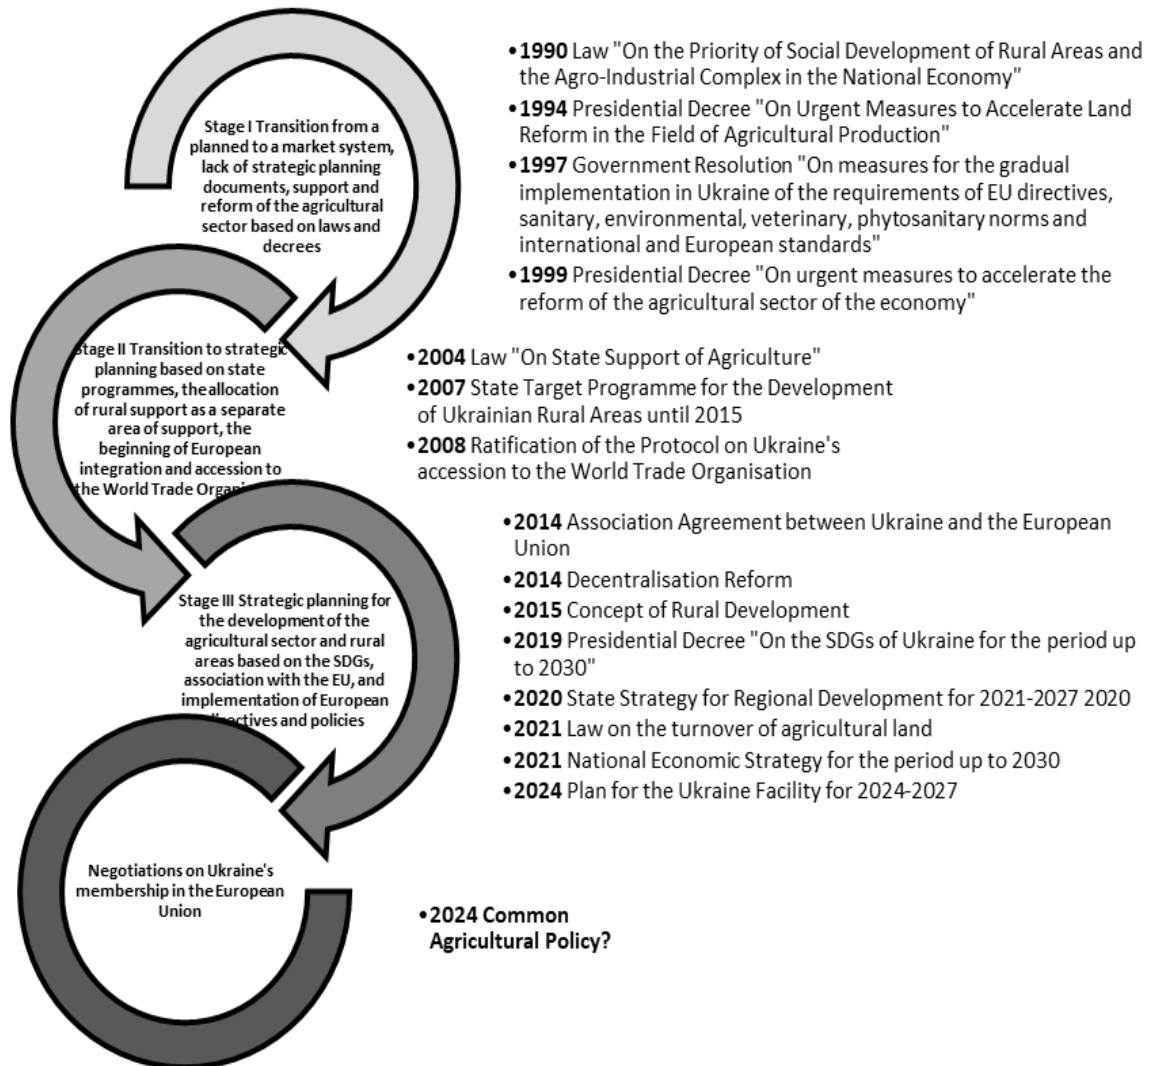 Stage I Transition from a
planned to a market system,
lack of strategic planning
documents, support and
reform of the agricultural
sector based on laws and
decrees
•1990 Law "On the Priority of Social Development of Rural Areas and
the Agro-Industrial Complex in the National Economy"
•1994 Presidential Decree "On Urgent Measures to Accelerate Land
Reform in the Field of Agricultural Production"
•1997 Government Resolution "On measures for the gradual
implementation in Ukraine of the requirements of EU directives,
sanitary, environmental, veterinary, phytosanitary norms and
international and European standards"
•1999 Presidential Decree "On urgent measures to accelerate the
reform of the agricultural sector of the economy"
Stage II Transition to strategic
planning based on state
programmes, the allocation
of rural support as a separate
area of support, the
beginning of European
integration and accession to
the World Trade
•2004 Law "On State Support of Agriculture"
•2007 State Target Programme for the Development
of Ukrainian Rural Areas until 2015
•2008 Ratification of the Protocol on Ukraine's
accession to the World Trade Organisation
Stage III Strategic planning for
the development of the
agricultural sector and rural
areas based on the SDGs,
association with the EU, and
implementation of European
and policies
•2014 Association Agreement between Ukraine and the European
Union
•2014 Decentralisation Reform
•2015 Concept of Rural Development
•2019 Presidential Decree "On the SDGs of Ukraine for the period up
to 2030"
•2020 State Strategy for Regional Development for 2021-2027 2020
•2021 Law on the turnover of agricultural land
•2021 National Economic Strategy for the period up to 2030
•2024 Plan for the Ukraine Facility for 2024-2027
Negotiations on Ukraine's
membership in the European
Union
•2024 Common
Agricultural Policy?